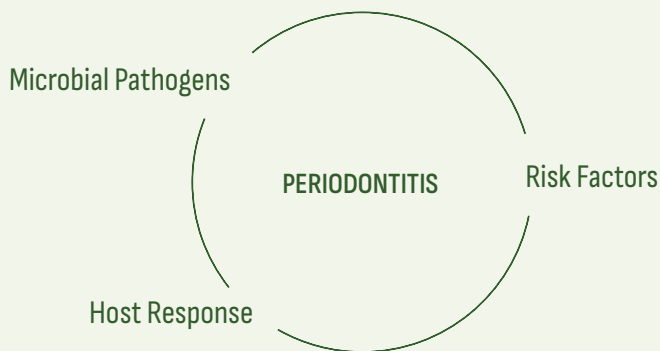 Microbial Pathogens
Risk Factors
PERIODONTITIS
Host Response